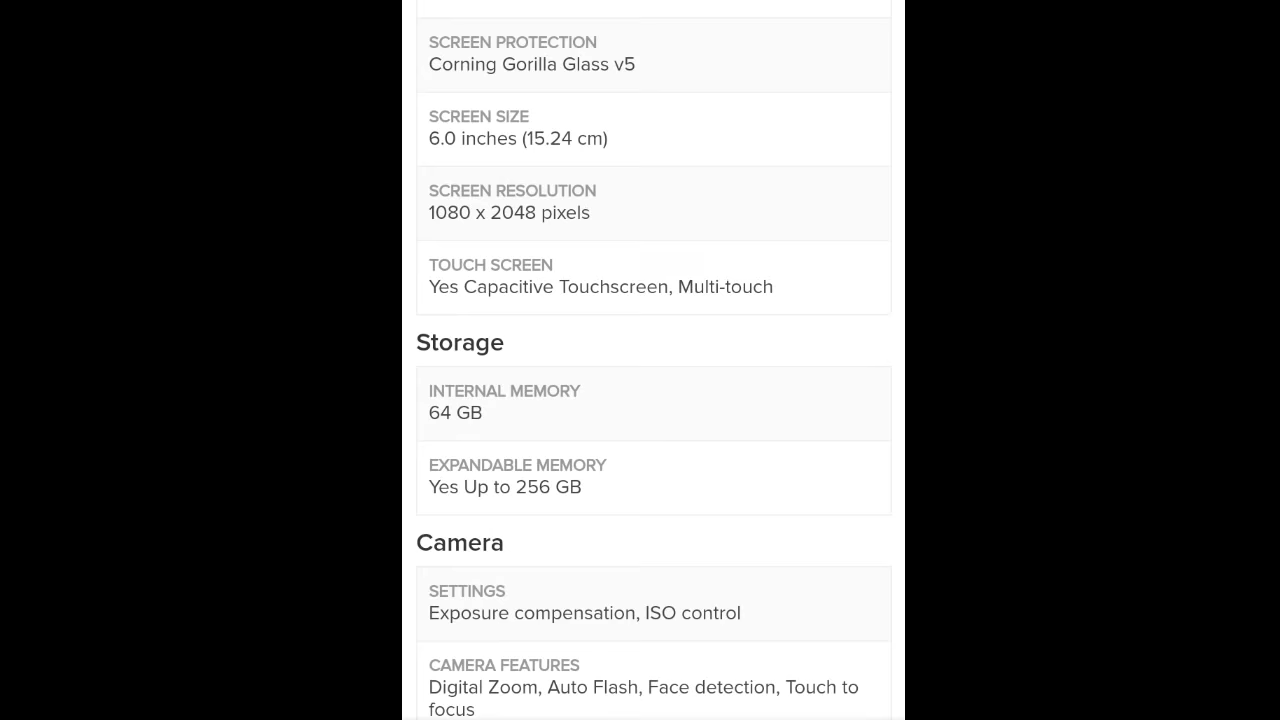 SCREEN PROTECTION
Corning Gorilla Glass v5
SCREEN SIZE
6.0 inches (15.24 cm)
SCREEN RESOLUTION
1080 x 2048 pixels
TOUCH SCREEN
Yes Capacitive Touchscreen, Multi-touch
Storage
INTERNAL MEMORY
64 GB
EXPANDABLE MEMORY
Yes Up to 256 GB
Camera
SETTINGS
Exposure compensation, ISO control
CAMERA FEATURES
Digital Zoom, Auto Flash, Face detection, Touch to
focus